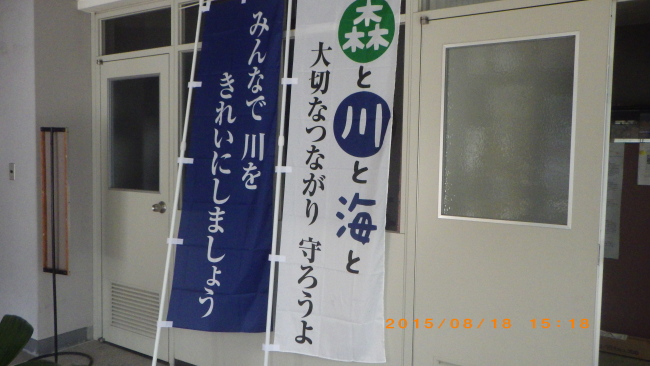 森と川と海と
大切なつながり 守ろうよ
みんなで 川を
きれいにしましょう
2015/08/18 15:18